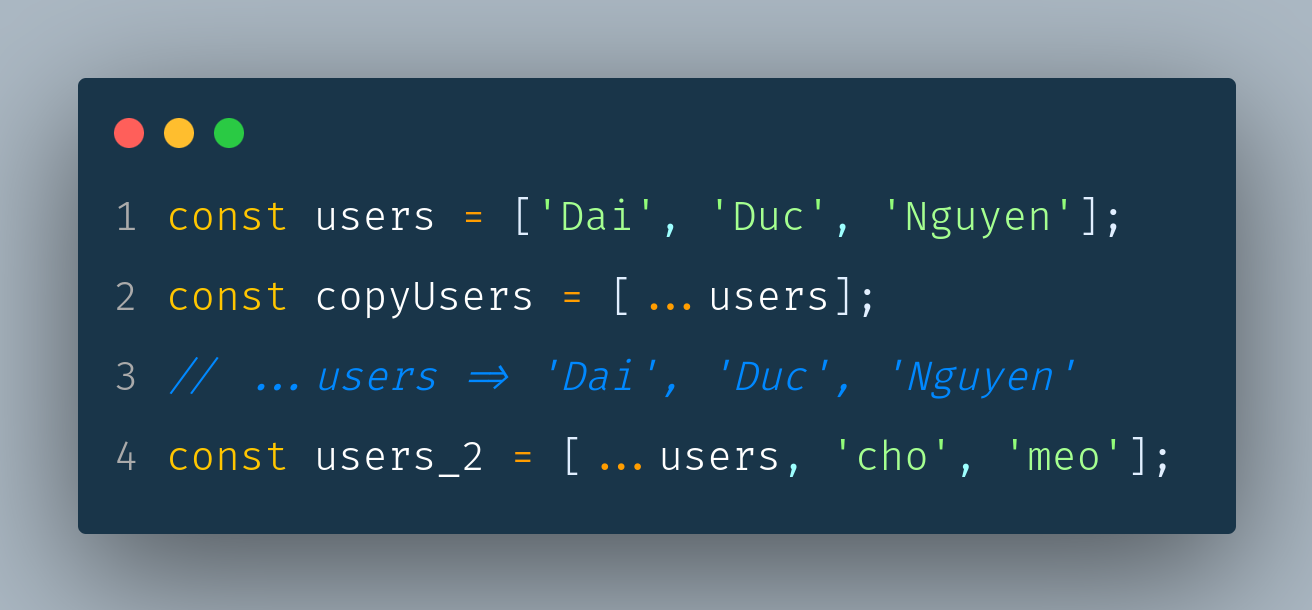 1 const users = ['Dai', 'Duc', 'Nguyen'];
2 const copyUsers = [...users];
3 // ...users => 'Dai', 'Duc', 'Nguyen'
4 const users_2 = [...users, 'cho', 'meo'];